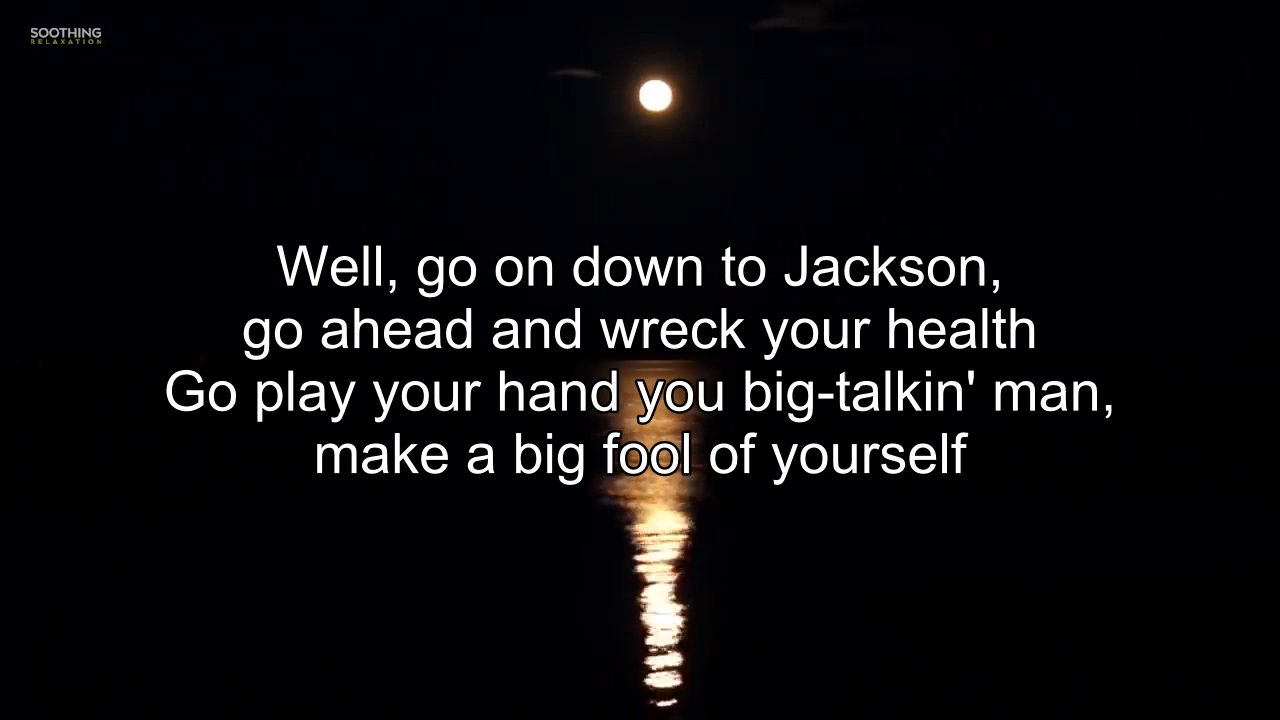 SOOTHING
RELAXATION
Well, go on down to Jackson,
go ahead and wreck your health
Go play your hand you big-talkin' man,
make a big fool of yourself